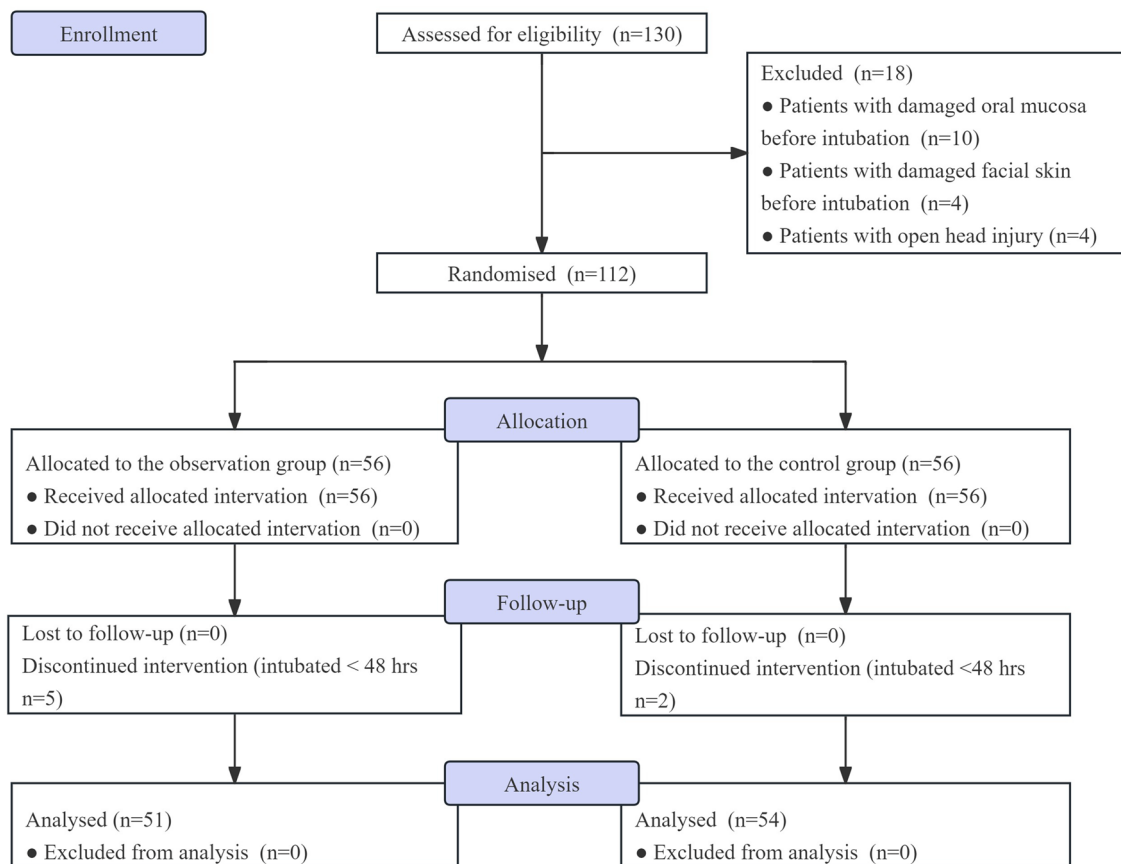 Enrollment
Assessed for eligibility (n=130)
Excluded (n=18)
● Patients with damaged oral mucosa
before intubation (n=10)
● Patients with damaged facial skin
before intubation (n=4)
● Patients with open head injury (n=4)
Randomised (n=112)
Allocation
Allocated to the observation group (n=56)
● Received allocated intervation (n=56)
● Did not receive allocated intervation (n=0)
Allocated to the control group (n=56)
● Received allocated intervation (n=56)
● Did not receive allocated intervation (n=0)
Follow-up
Lost to follow-up (n=0)
Discontinued intervention (intubated < 48 hrs
n=5)
Lost to follow-up (n=0)
Discontinued intervention (intubated <48 hrs
n=2)
Analysis
Analysed (n=51)
● Excluded from analysis (n=0)
Analysed (n=54)
● Excluded from analysis (n=0)